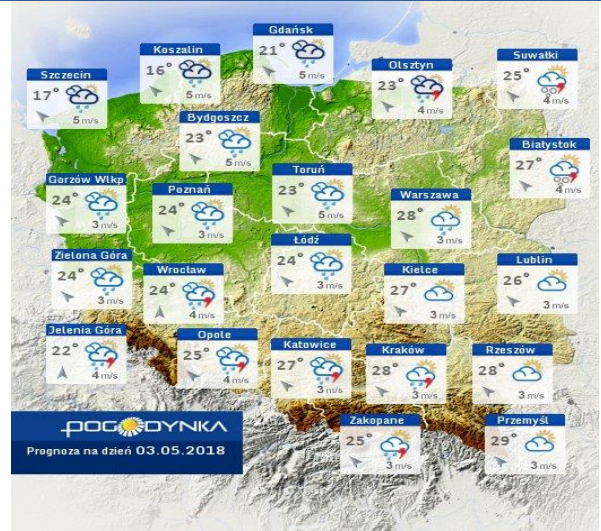 Gdańsk
21°
5 m/s
Koszalin
16°
5 m/s
Suwałki
25°
4 m/s
Olsztyn
23°
4 m/s
Szczecin
17°
5 m/s
Bydgoszcz
23°
5 m/s
Białystok
27°
4 m/s
Toruń
23°
5 m/s
Gorzów Wlkp
24°
3 m/s
Poznań
24°
3 m/s
Warszawa
28°
3 m/s
Łódź
24°
3 m/s
Zielona Góra
24°
3 m/s
Lublin
26°
3 m/s
Wrocław
24°
4 m/s
Kielce
27°
3 m/s
Jelenia Góra
22°
4 m/s
Opole
25°
4 m/s
Katowice
27°
3 m/s
Kraków
28°
3 m/s
Rzeszów
28°
3 m/s
Zakopane
25°
3 m/s
Przemyśl
29°
3 m/s
POGODYNKA
Prognoza na dzień 03.05.2018